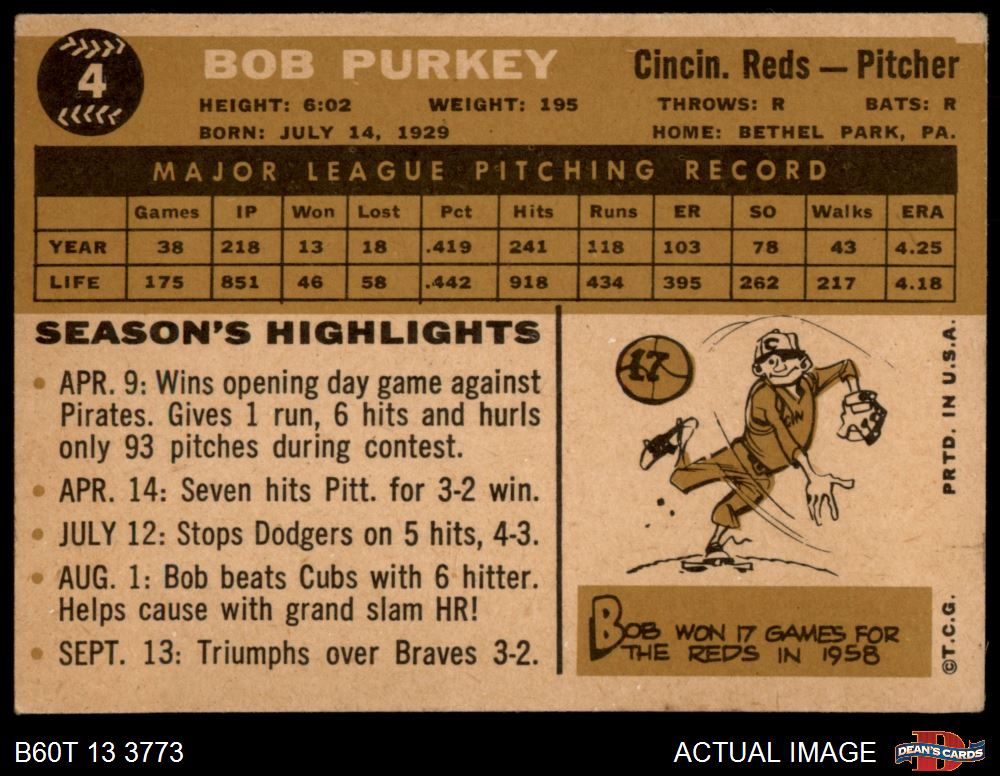 4
BOB PURKEY
Cincin. Reds — Pitcher
HEIGHT: 6:02 WEIGHT: 195 THROWS: R BATS: R
BORN: JULY 14, 1929 HOME: BETHEL PARK, PA.
MAJOR LEAGUE PITCHING RECORD
Games IP Won Lost Pct Hits Runs ER SO Walks ERA
YEAR 38 218 13 18 .419 241 118 103 78 43 4.25
LIFE 175 851 46 58 .442 918 434 395 262 217 4.18
SEASON'S HIGHLIGHTS
• APR. 9: Wins opening day game against
Pirates. Gives 1 run, 6 hits and hurls
only 93 pitches during contest.
• APR. 14: Seven hits Pitt. for 3-2 win.
• JULY 12: Stops Dodgers on 5 hits, 4-3.
• AUG. 1: Bob beats Cubs with 6 hitter.
Helps cause with grand slam HR!
• SEPT. 13: Triumphs over Braves 3-2.
17
C
CIN
BOB WON 17 GAMES FOR
THE REDS IN 1958
©T.C.G. PRTD. IN U.S.A.
B60T 13 3773
ACTUAL IMAGE
DEAN'S CARDS